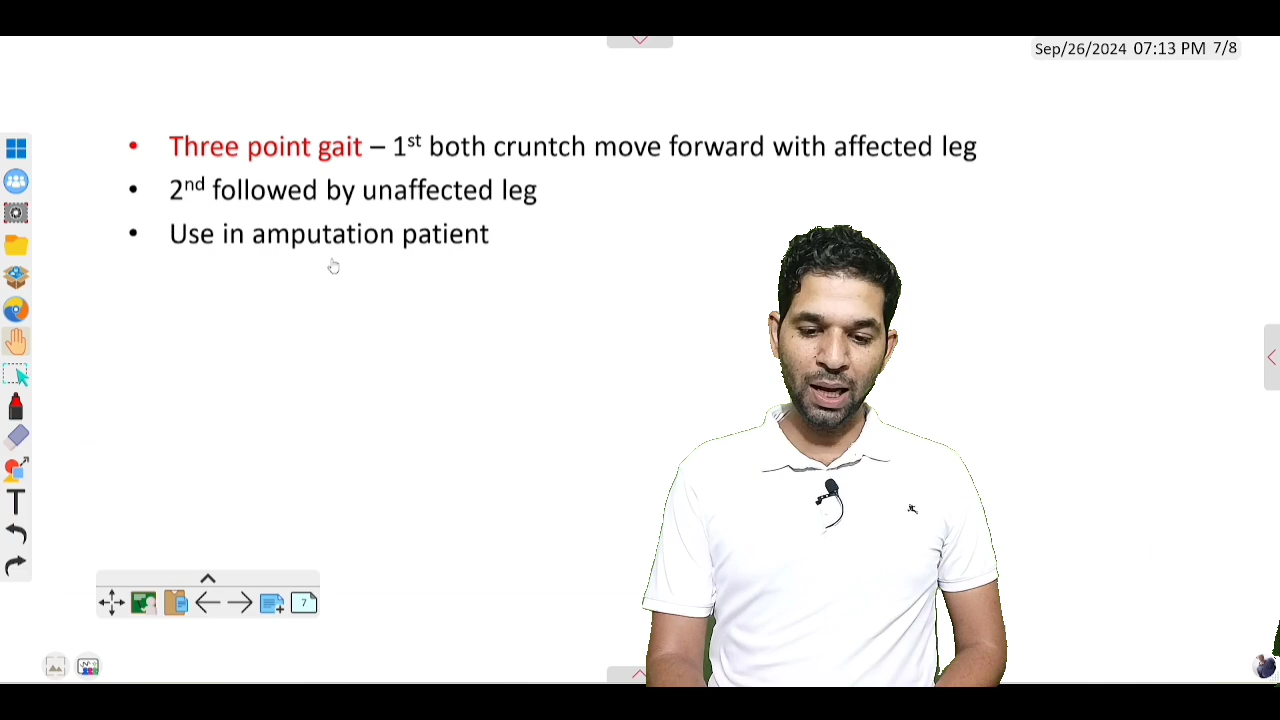 Sep/26/2024 07:13 PM 7/8
• Three point gait – 1st both cruntch move forward with affected leg
• 2nd followed by unaffected leg
• Use in amputation patient
T
7